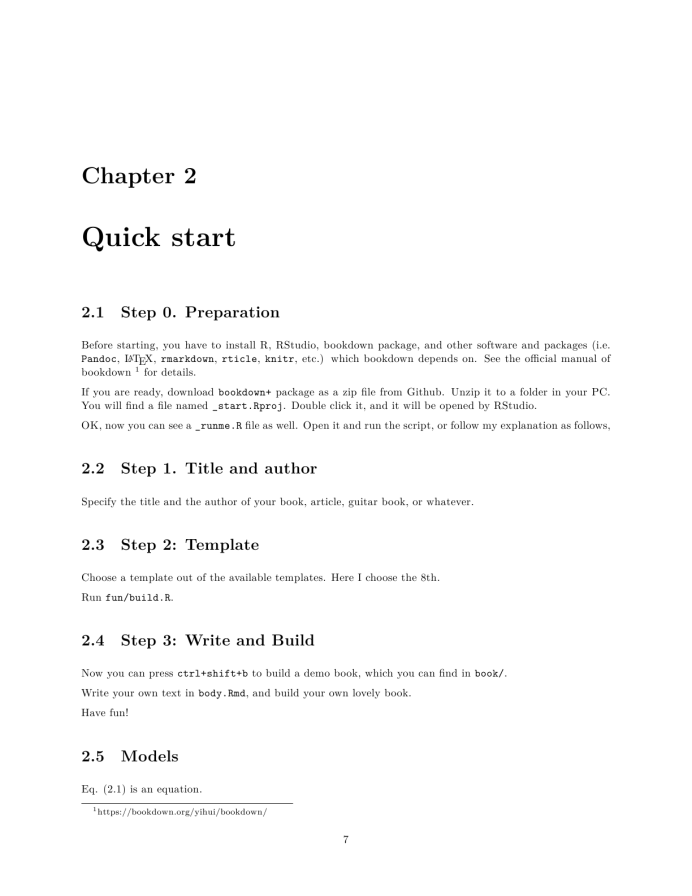 Chapter 2
Quick start
2.1 Step 0. Preparation
Before starting, you have to install R, RStudio, bookdown package, and other software and packages (i.e.
Pandoc, LATEX, rmarkdown, rticle, knitr, etc.) which bookdown depends on. See the official manual of
bookdown 1 for details.
If you are ready, download bookdown+ package as a zip file from Github. Unzip it to a folder in your PC.
You will find a file named _start.Rproj. Double click it, and it will be opened by RStudio.
OK, now you can see a _runme.R file as well. Open it and run the script, or follow my explanation as follows,
2.2 Step 1. Title and author
Specify the title and the author of your book, article, guitar book, or whatever.
2.3 Step 2: Template
Choose a template out of the available templates. Here I choose the 8th.
Run fun/build.R.
2.4 Step 3: Write and Build
Now you can press ctrl+shift+b to build a demo book, which you can find in book/.
Write your own text in body.Rmd, and build your own lovely book.
Have fun!
2.5 Models
Eq. (2.1) is an equation.
1https://bookdown.org/yihui/bookdown/
7